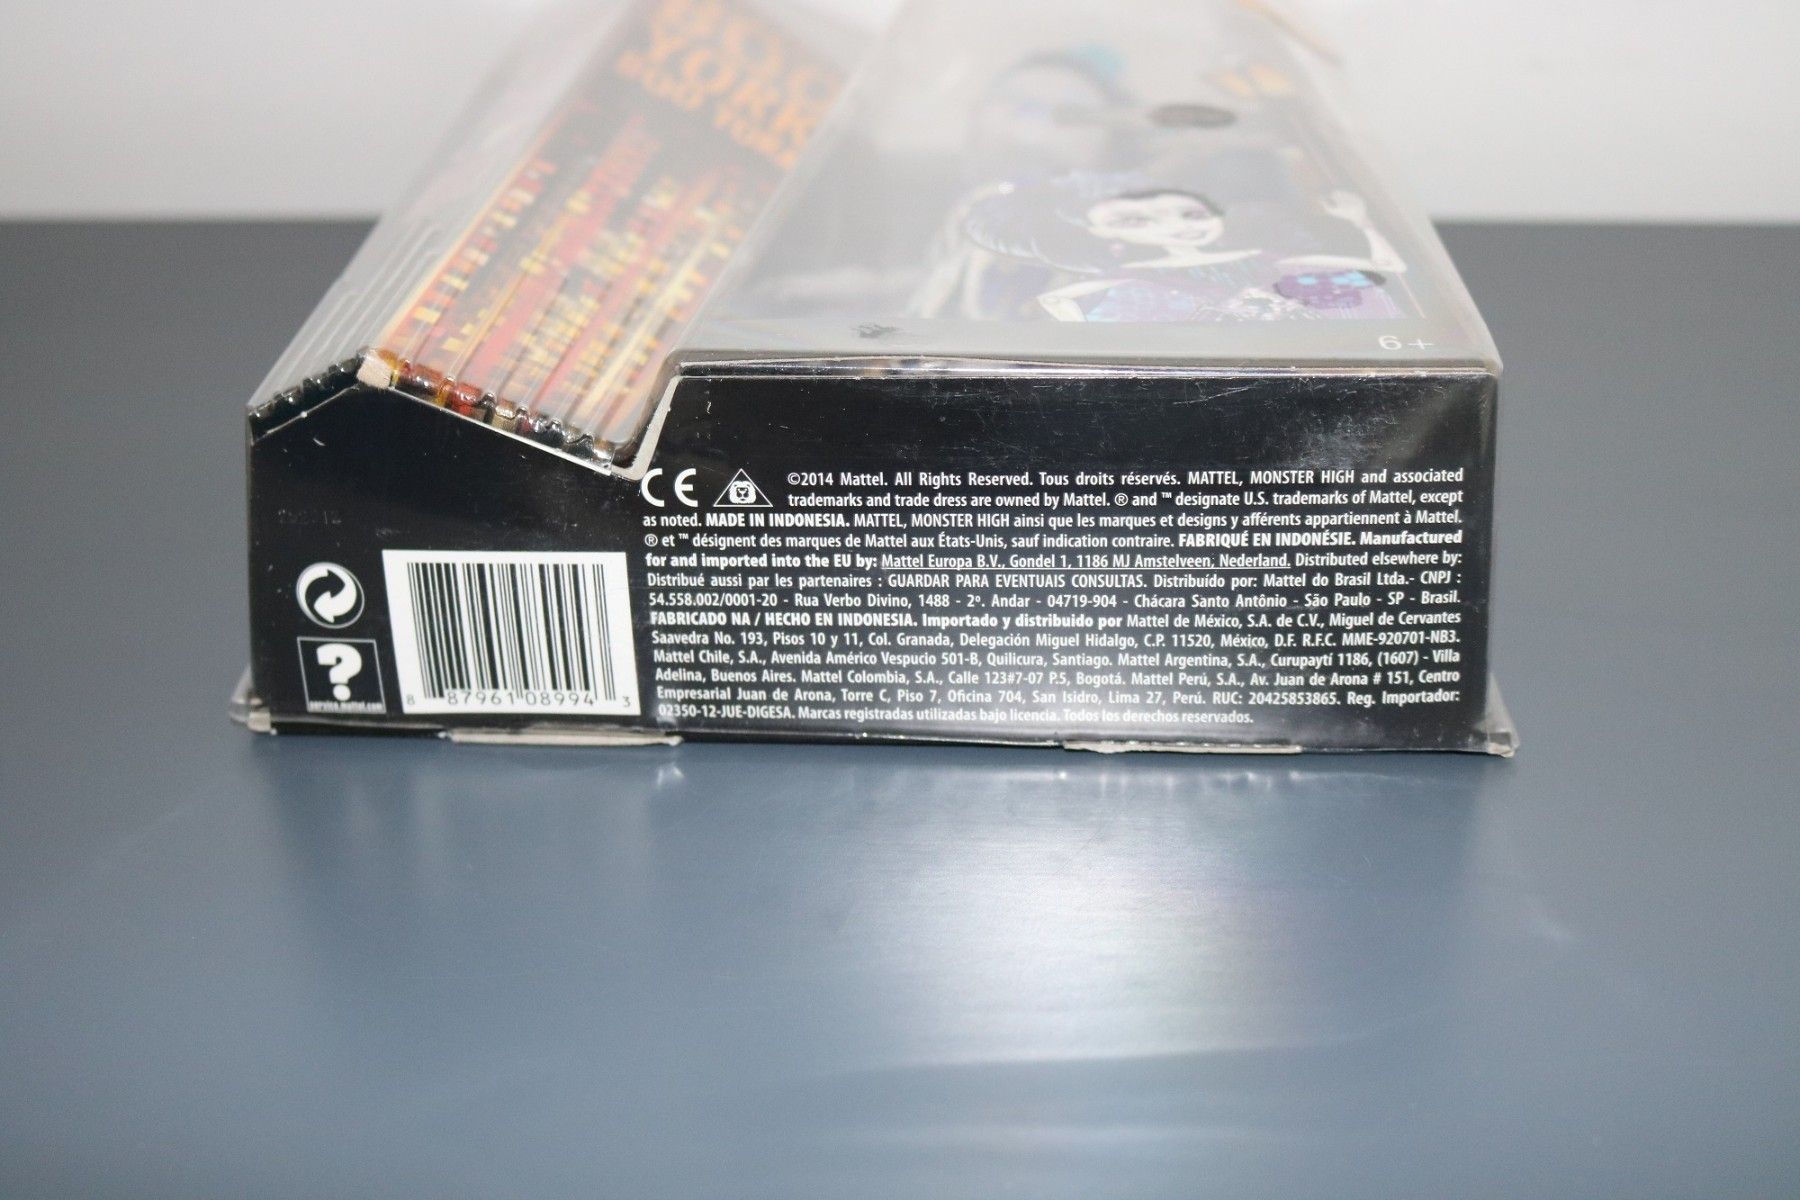 YORK
6+
CE
©2014 Mattel. All Rights Reserved. Tous droits réservés. MATTEL, MONSTER HIGH and associated
trademarks and trade dress are owned by Mattel. ® and ™ designate U.S. trademarks of Mattel, except
as noted. MADE IN INDONESIA. MATTEL, MONSTER HIGH ainsi que les marques et designs y afférents appartiennent à Mattel.
® et ™ désignent des marques de Mattel aux États-Unis, sauf indication contraire. FABRIQUÉ EN INDONÉSIE. Manufactured
for and imported into the EU by: Mattel Europa B.V., Gondel 1, 1186 MJ Amstelveen, Nederland. Distributed elsewhere by:
Distribué aussi par les partenaires : GUARDAR PARA EVENTUAIS CONSULTAS. Distribuído por: Mattel do Brasil Ltda.- CNPJ :
54.558.002/0001-20 - Rua Verbo Divino, 1488 - 2º. Andar - 04719-904 - Chácara Santo Antônio - São Paulo - SP - Brasil.
FABRICADO NA / HECHO EN INDONESIA. Importado y distribuido por Mattel de México, S.A. de C.V., Miguel de Cervantes
Saavedra No. 193, Pisos 10 y 11, Col. Granada, Delegación Miguel Hidalgo, C.P. 11520, México, D.F. R.F.C. MME-920701-NB3.
Mattel Chile, S.A., Avenida Américo Vespucio 501-B, Quilicura, Santiago. Mattel Argentina, S.A., Curupaytí 1186, (1607) - Villa
Adelina, Buenos Aires. Mattel Colombia, S.A., Calle 123#7-07 P.5, Bogotá. Mattel Perú, S.A., Av. Juan de Arona # 151, Centro
Empresarial Juan de Arona, Torre C, Piso 7, Oficina 704, San Isidro, Lima 27, Perú. RUC: 20425853865. Reg. Importador:
02350-12-JUE-DIGESA. Marcas registradas utilizadas bajo licencia. Todos los derechos reservados.
?
service.mattel.com
8 87961 08994 3